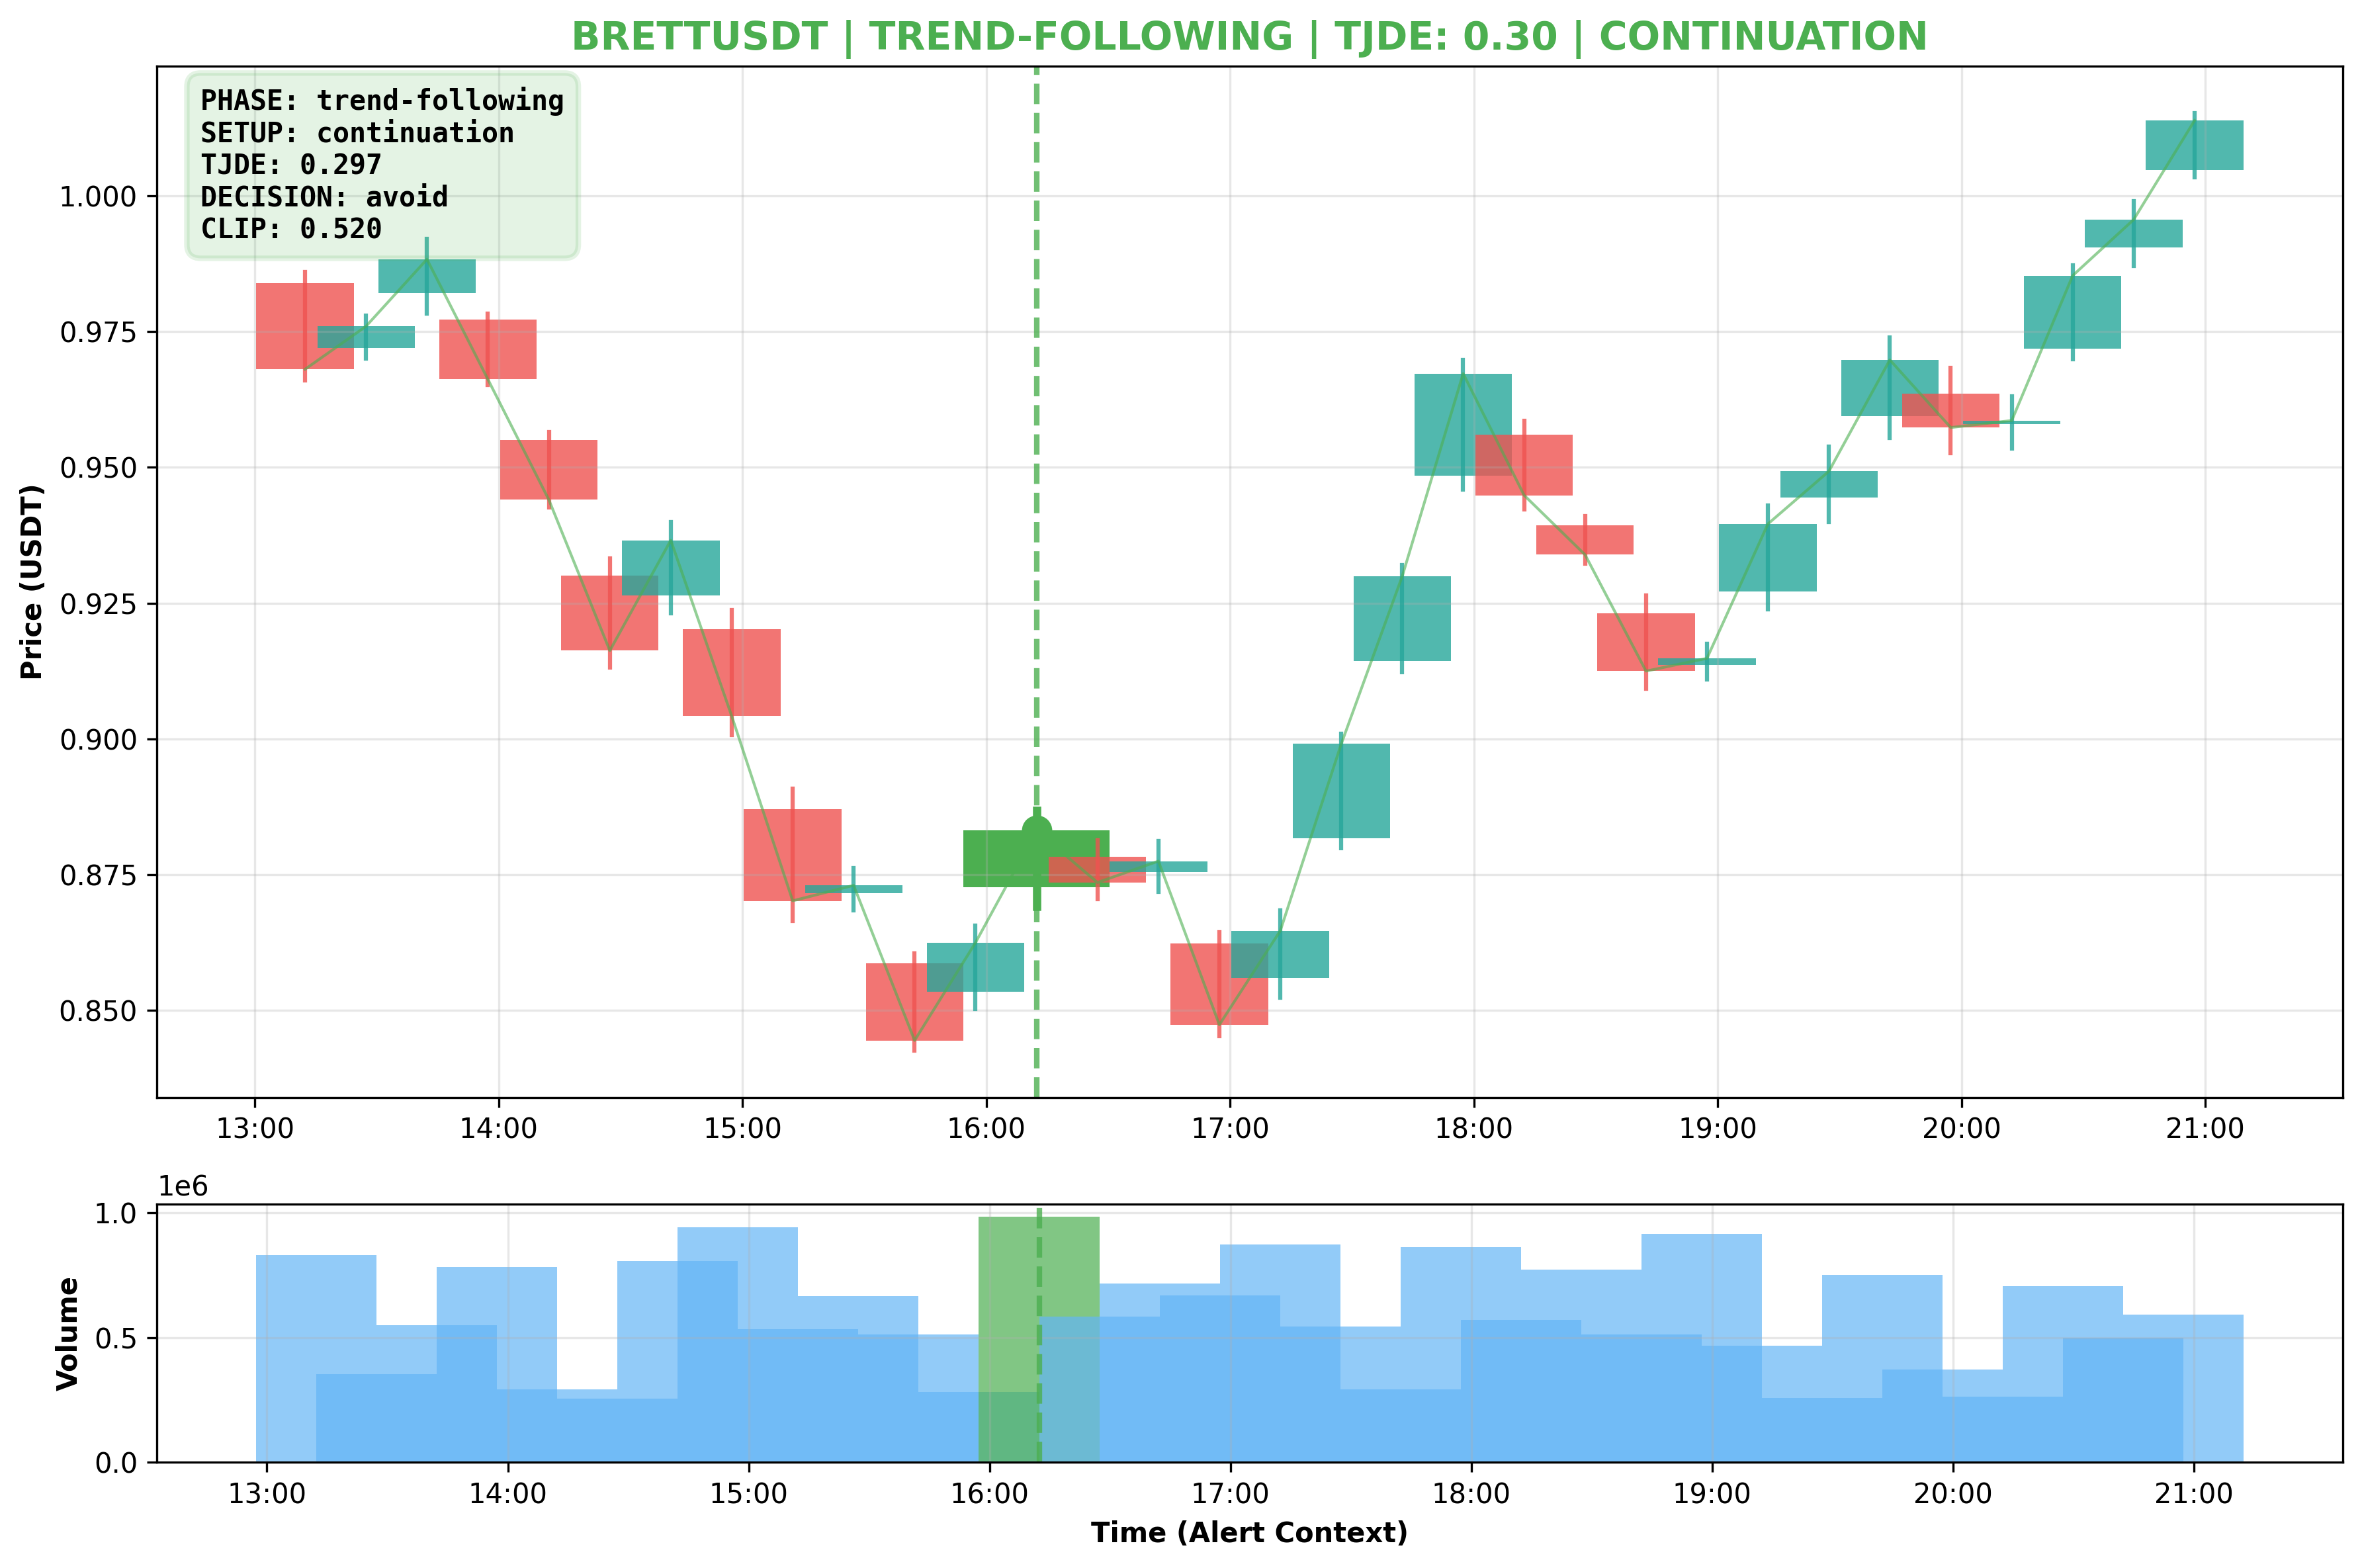 BRETTUSDT | TREND-FOLLOWING | TJDE: 0.30 | CONTINUATION
PHASE: trend-following
SETUP: continuation
TJDE: 0.297
DECISION: avoid
CLIP: 0.520
Price (USDT)
1.000
0.975
0.950
0.925
0.900
0.875
0.850
13:00 14:00 15:00 16:00 17:00 18:00 19:00 20:00 21:00
1e6
Volume
1.0
0.5
0.0
13:00 14:00 15:00 16:00 17:00 18:00 19:00 20:00 21:00
Time (Alert Context)